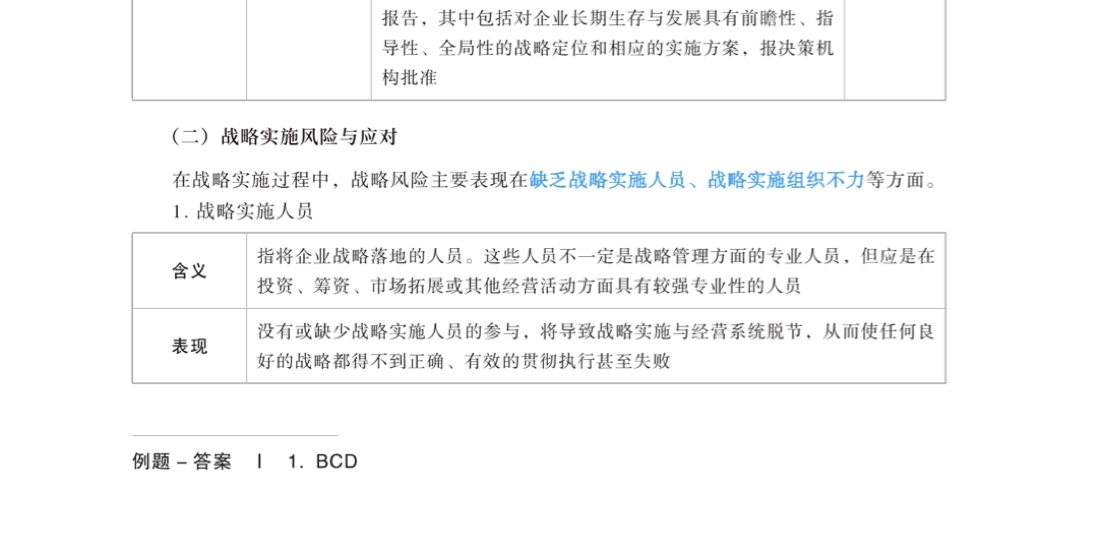 报告，其中包括对企业长期生存与发展具有前瞻性、指
导性、全局性的战略定位和相应的实施方案，报决策机
构批准
（二）战略实施风险与应对
在战略实施过程中，战略风险主要表现在缺乏战略实施人员、战略实施组织不力等方面。
1. 战略实施人员
含义
指将企业战略落地的人员。这些人员不一定是战略管理方面的专业人员，但应是在
投资、筹资、市场拓展或其他经营活动方面具有较强专业性的人员
表现
没有或缺少战略实施人员的参与，将导致战略实施与经营系统脱节，从而使任何良
好的战略都得不到正确、有效的贯彻执行甚至失败
例题 – 答案 | 1. BCD